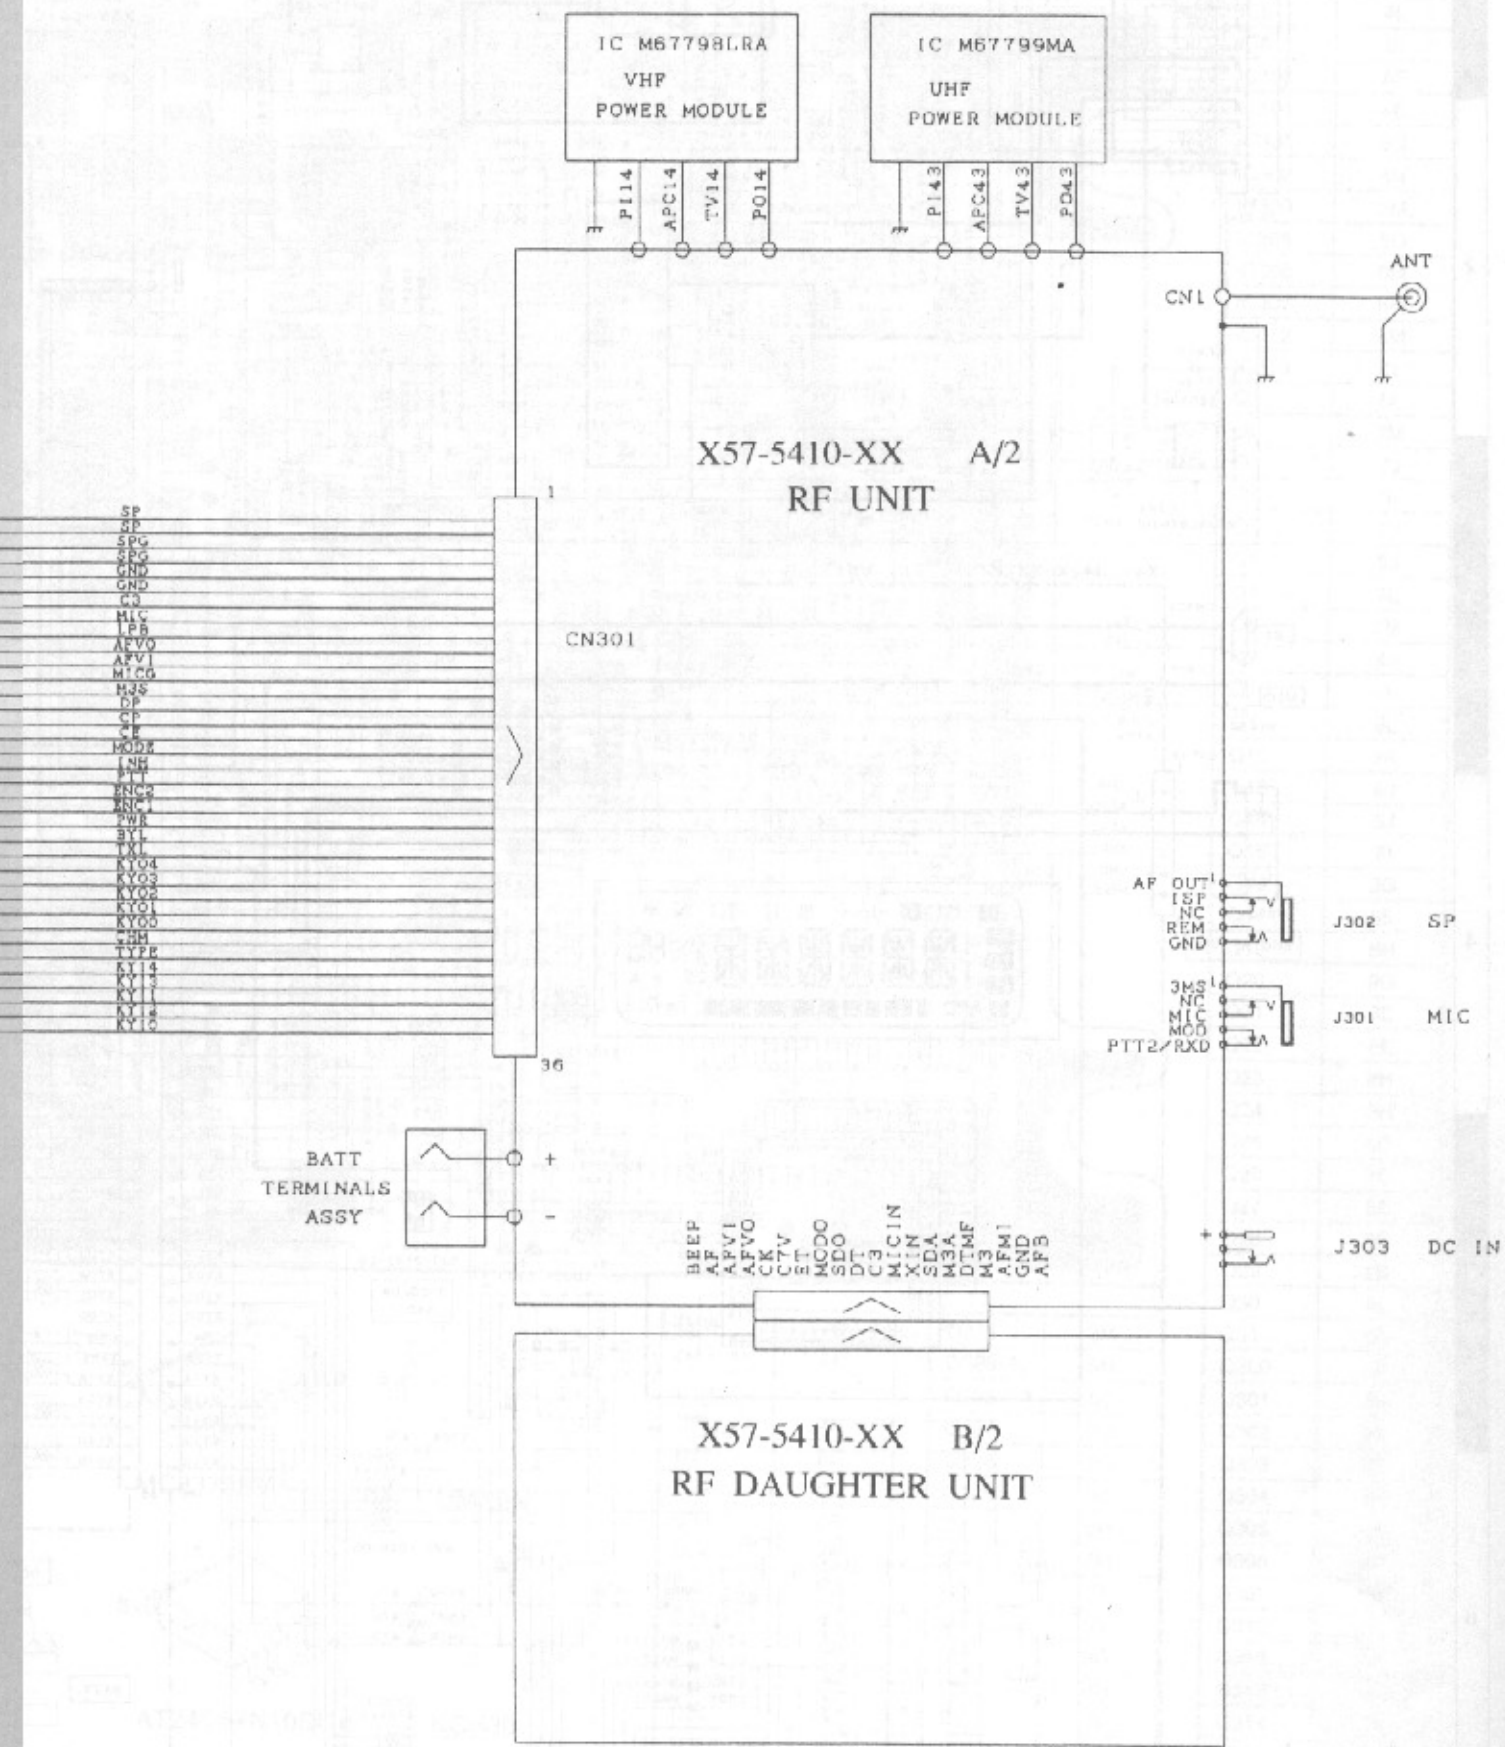 IC M67798LRA
VHF
POWER MODULE
IC M67799MA
UHF
POWER MODULE
PI14
APC14
TV14
PO14
PI43
APC43
TV43
PO43
CN1
ANT
X57-5410-XX A/2
RF UNIT
1
SP
SP
SPG
SPG
GND
GND
C3
MIC
LPB
AFVO
AFVI
MICG
M3S
DP
CP
CE
MODE
INH
PTT
ENC2
ENC1
PWR
BYL
TXL
KYO4
KYO3
KYO2
KYO1
KYO0
CHM
TYPE
KYI4
KYI3
KYI1
KYI2
KYI0
CN301
36
AF OUT 1
ISP
NC
REM
GND
J302 SP
3MS 1
NC
MIC
MOD
PTT2/RXD
J301 MIC
BATT
TERMINALS
ASSY
+
-
BEEP
AF
AFVI
AFVO
CK
C7V
ET
MCDO
SDO
DT
C3
MICIN
XIN
SDA
M3A
DTMF
M3
AFMI
GND
AFB
+
J303 DC IN
X57-5410-XX B/2
RF DAUGHTER UNIT